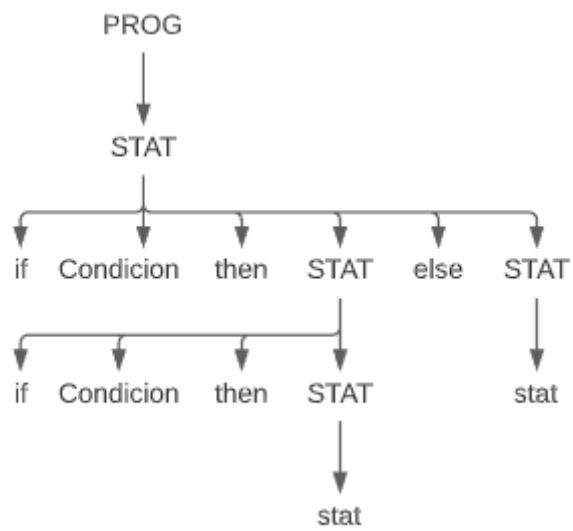 PROG
STAT
if Condicion then STAT else STAT
if Condicion then STAT stat
stat